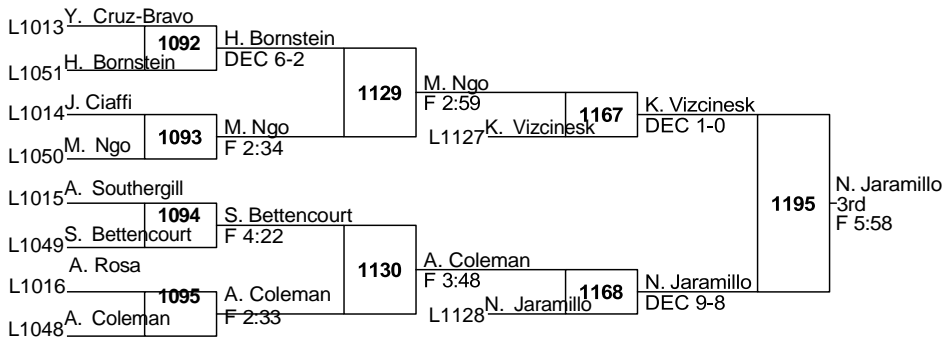 L1013 Y. Cruz-Bravo
1092
H. Bornstein
DEC 6-2
L1051 H. Bornstein
1129
M. Ngo
F 2:59
L1014 J. Ciaffi
1093
M. Ngo
F 2:34
L1050 M. Ngo
1167
L1127 K. Vizcinesk
K. Vizcinesk
DEC 1-0
L1015 A. Southergill
1094
S. Bettencourt
F 4:22
L1049 S. Bettencourt
1130
A. Coleman
F 3:48
L1016 A. Rosa
1095
A. Coleman
F 2:33
L1048 A. Coleman
1168
L1128 N. Jaramillo
N. Jaramillo
DEC 9-8
1195
N. Jaramillo
3rd
F 5:58